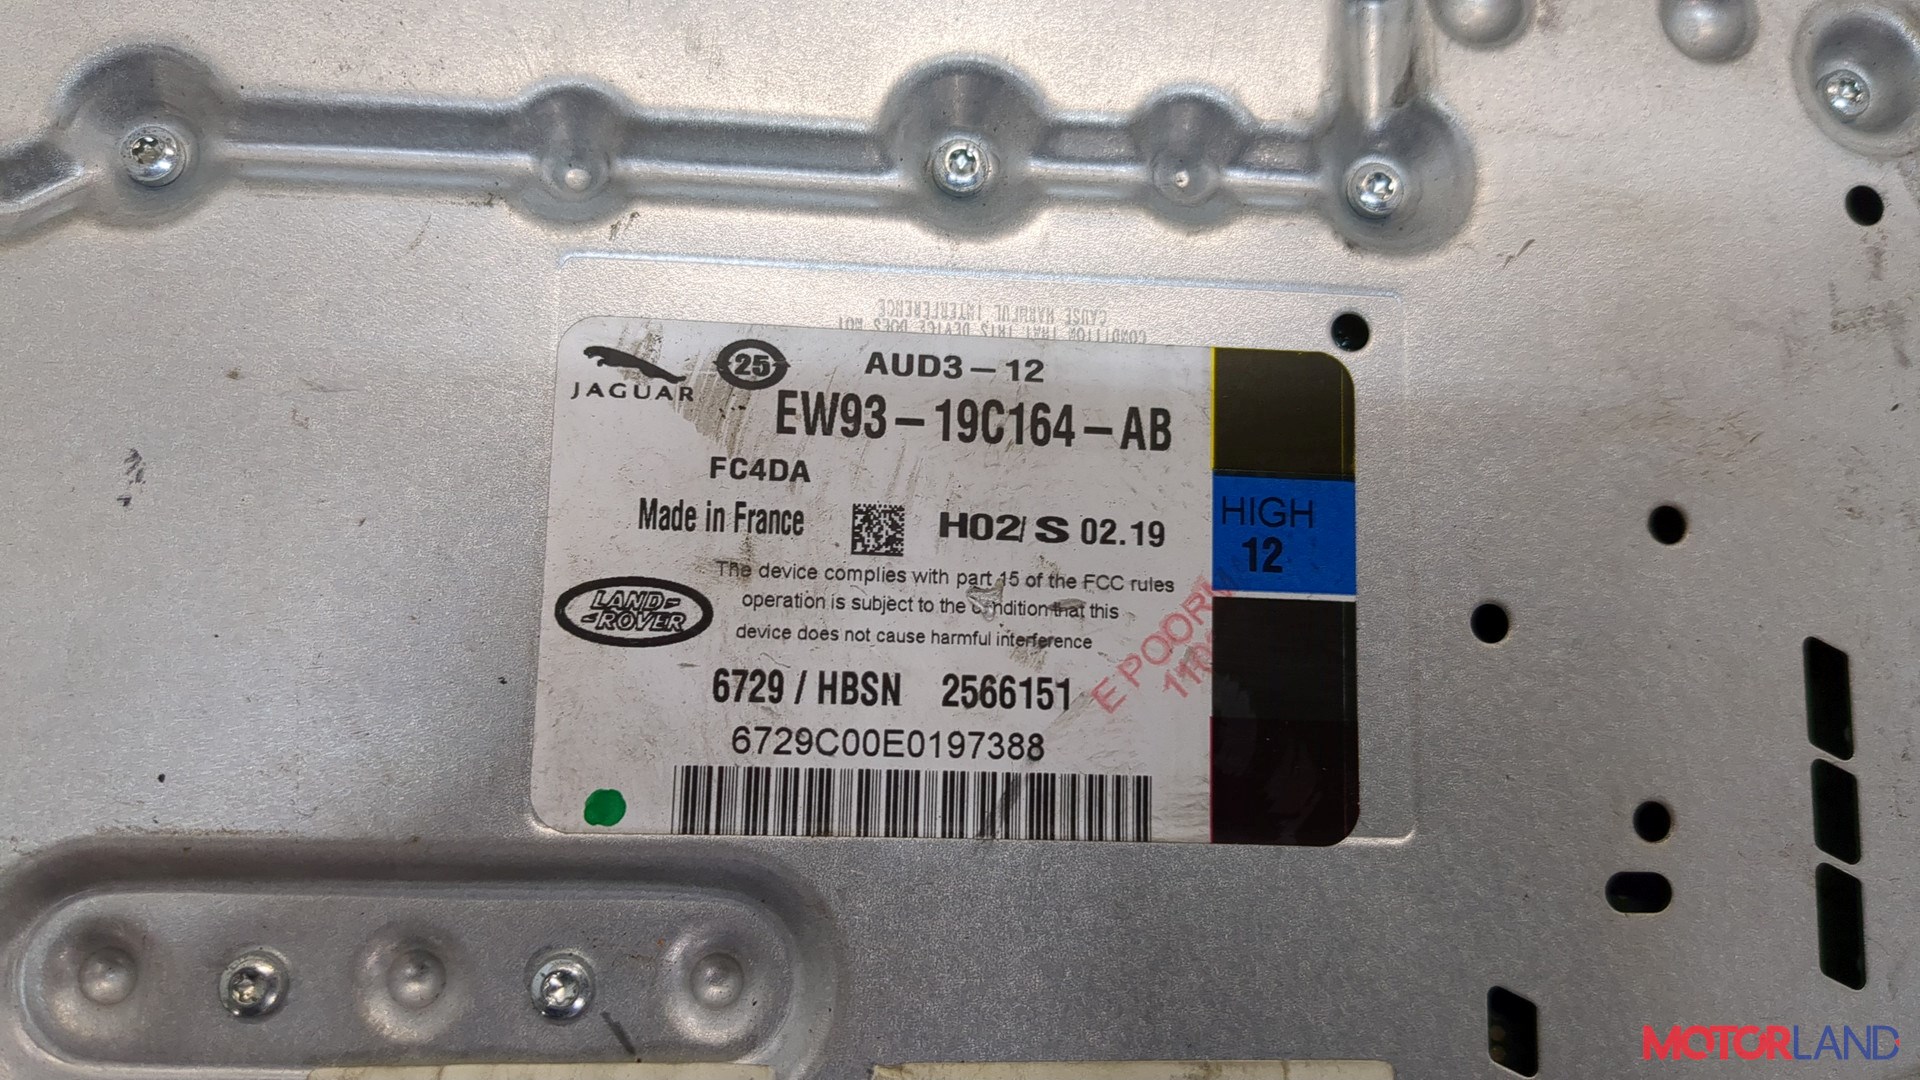 CAUSE HARMFUL INTERFERENCE
CONDITION THAT THIS DEVICE DOES NOT
JAGUAR
25
AUD3-12
EW93-19C164-AB
FC4DA
Made in France
H02/S 02.19
HIGH
12
The device complies with part 15 of the FCC rules
operation is subject to the condition that this
device does not cause harmful interference
LAND-
-ROVER
E POOR
6729 / HBSN 2566151
6729C00E0197388
MOTORLAND